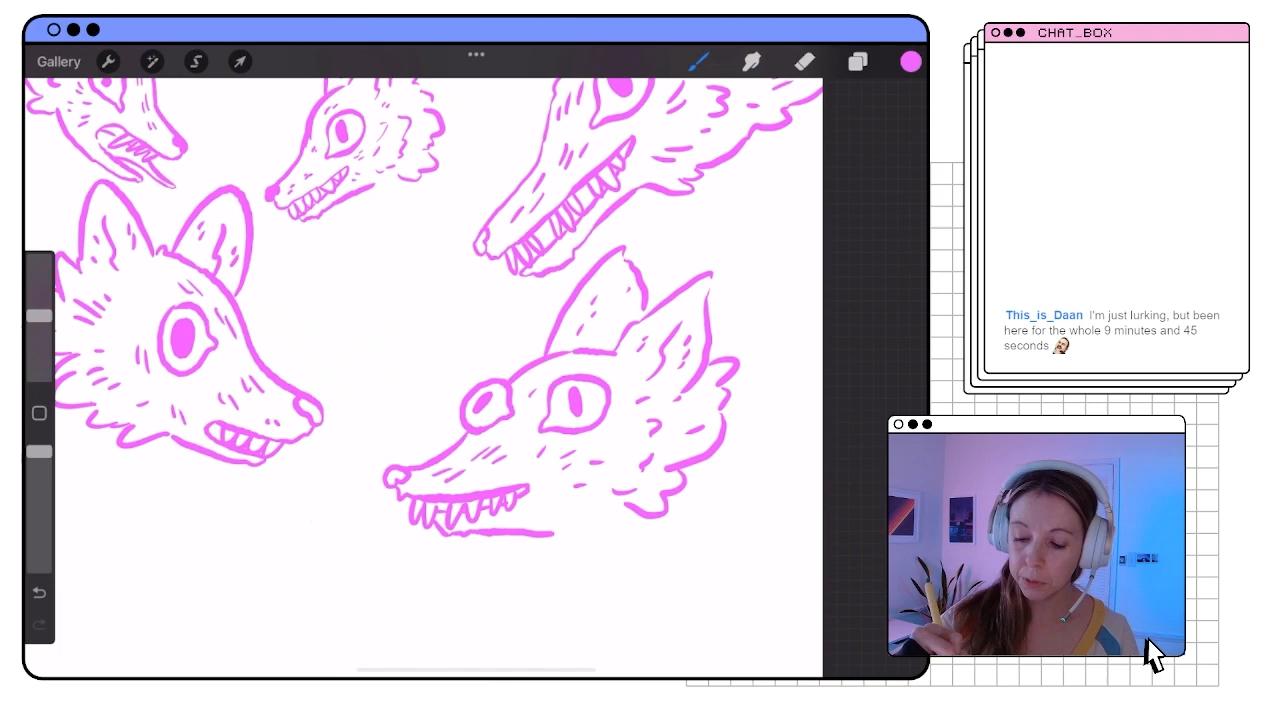 CHAT_BOX
Gallery
This_is_Daan I'm just lurking, but been
here for the whole 9 minutes and 45
seconds